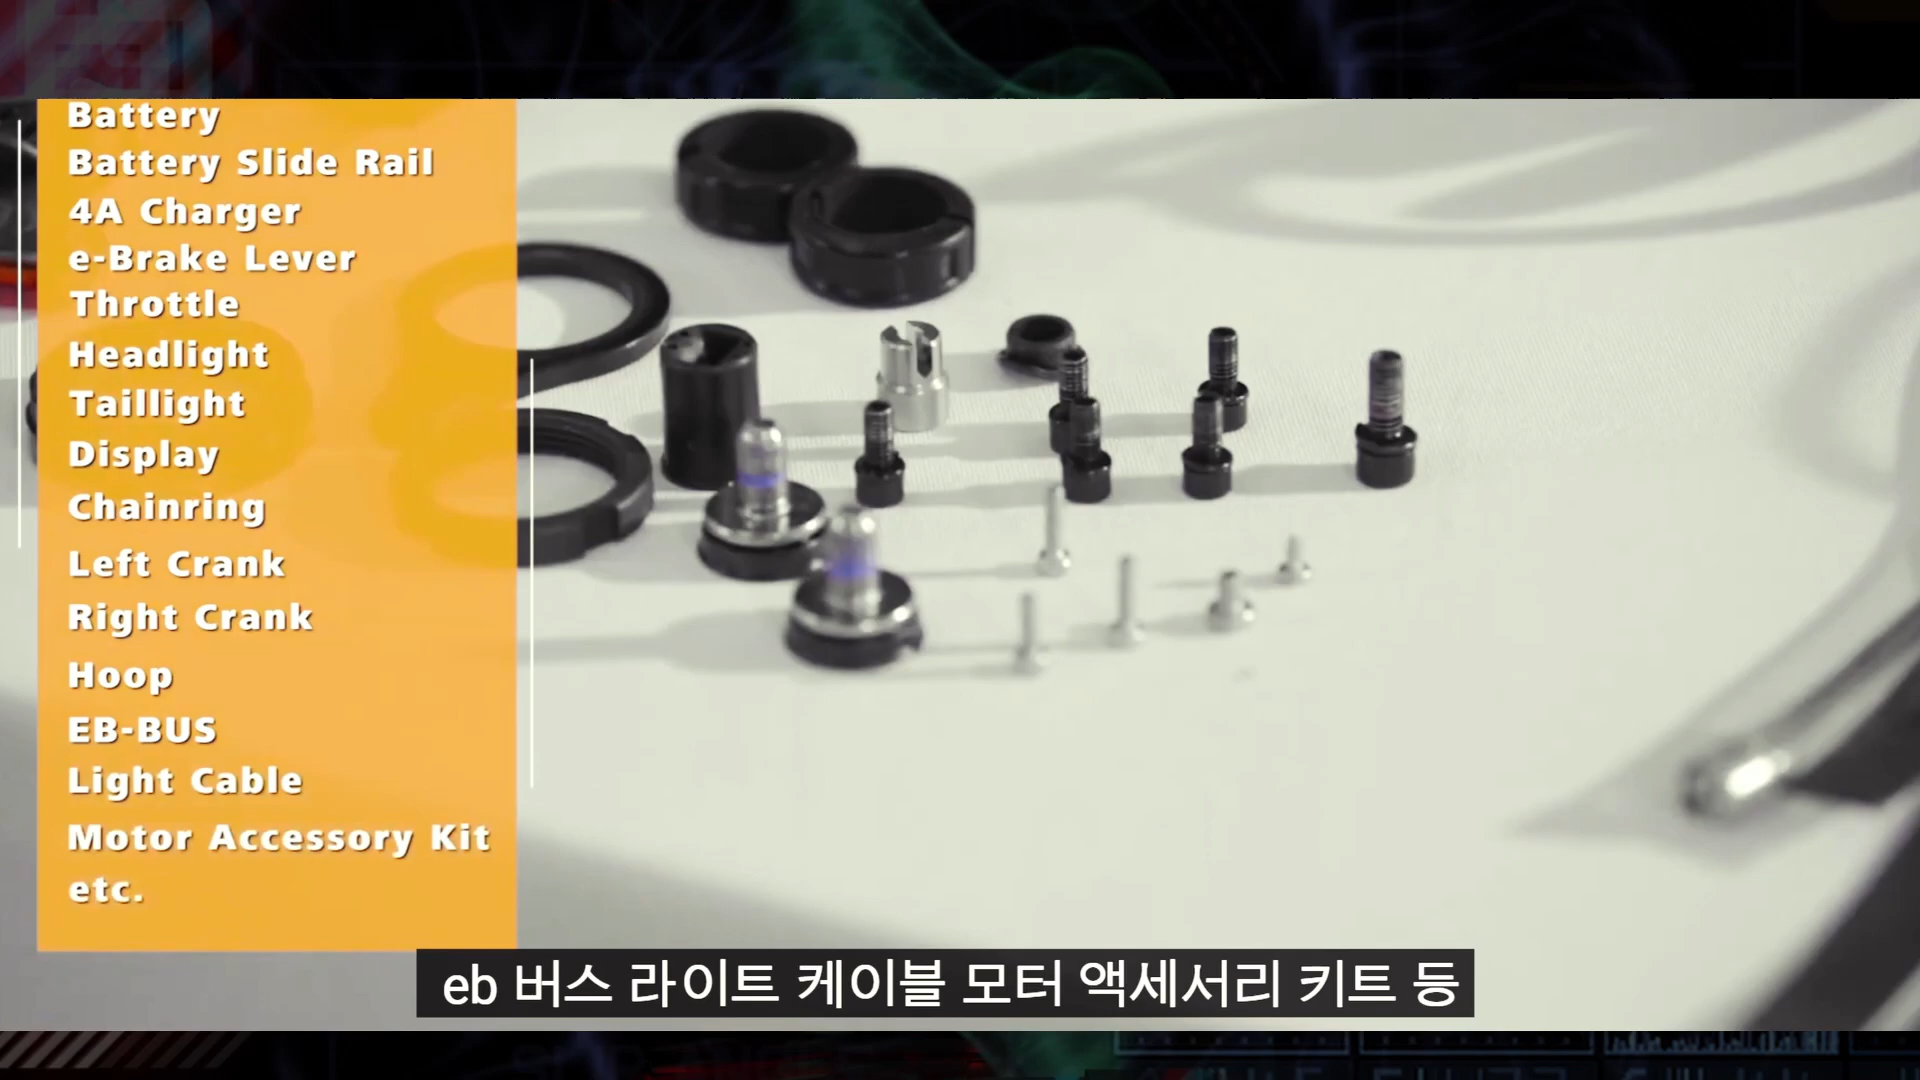 Battery
Battery Slide Rail
4A Charger
e-Brake Lever
Throttle
Headlight
Taillight
Display
Chainring
Left Crank
Right Crank
Hoop
EB-BUS
Light Cable
Motor Accessory Kit
etc.
eb 버스 라이트 케이블 모터 액세서리 키트 등